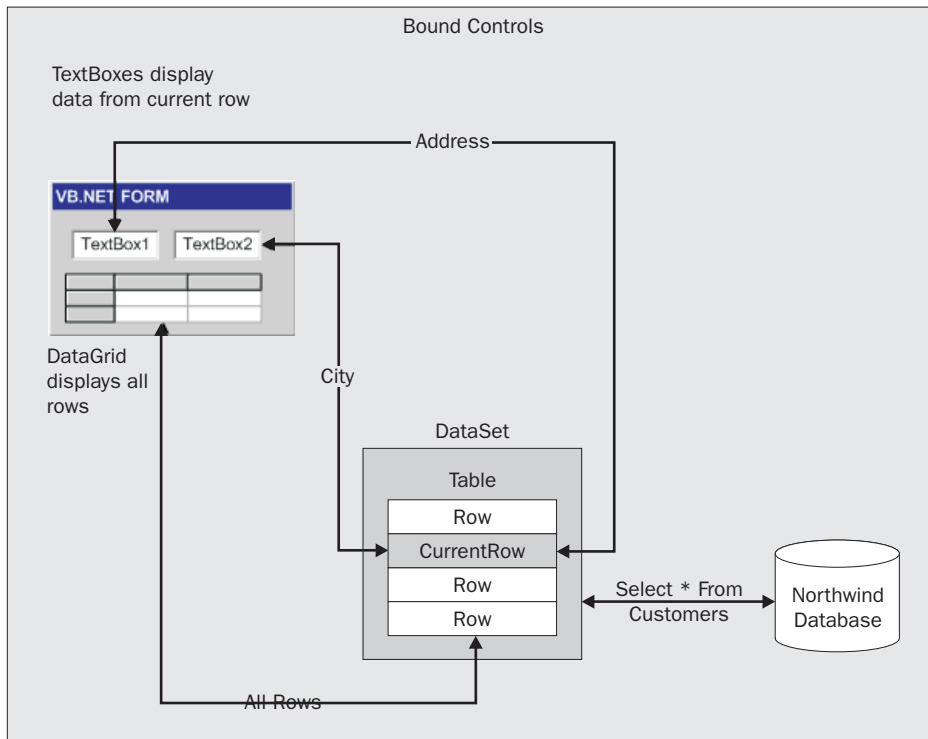 Bound Controls
TextBoxes display
data from current row
Address
VB.NET FORM
TextBox1
TextBox2
DataGrid
displays all
rows
City
DataSet
Table
Row
CurrentRow
Row
Row
Select * From
Customers
Northwind
Database
All Rows